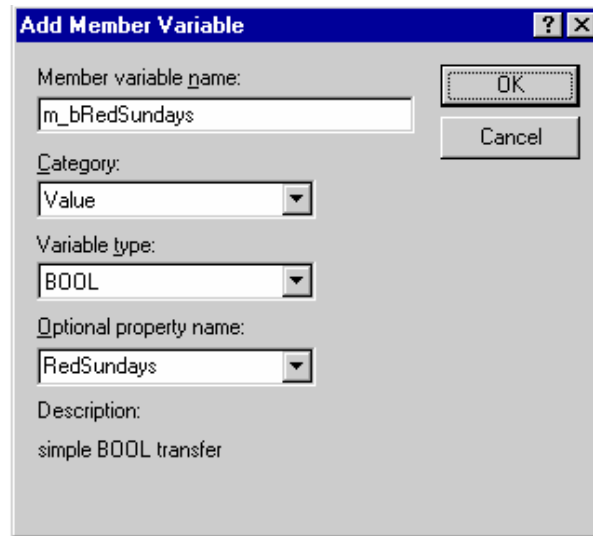 Add Member Variable
Member variable name:
m_bRedSundays
OK
Cancel
Category:
Value
Variable type:
BOOL
Optional property name:
RedSundays
Description:
simple BOOL transfer